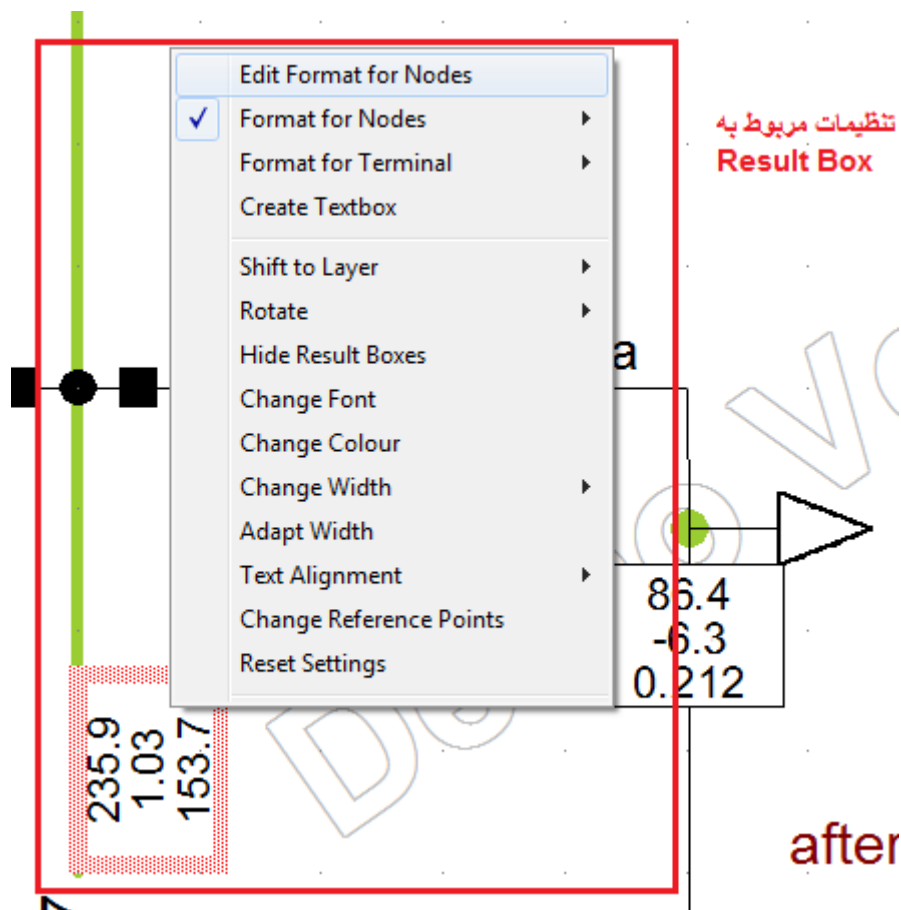 Edit Format for Nodes
Format for Nodes
Format for Terminal
Create Textbox
Shift to Layer
Rotate
Hide Result Boxes
Change Font
Change Colour
Change Width
Adapt Width
Text Alignment
Change Reference Points
Reset Settings
تنظیمات مربوط به
Result Box
a
86.4
-6.3
0.212
235.9
1.03
153.7
after